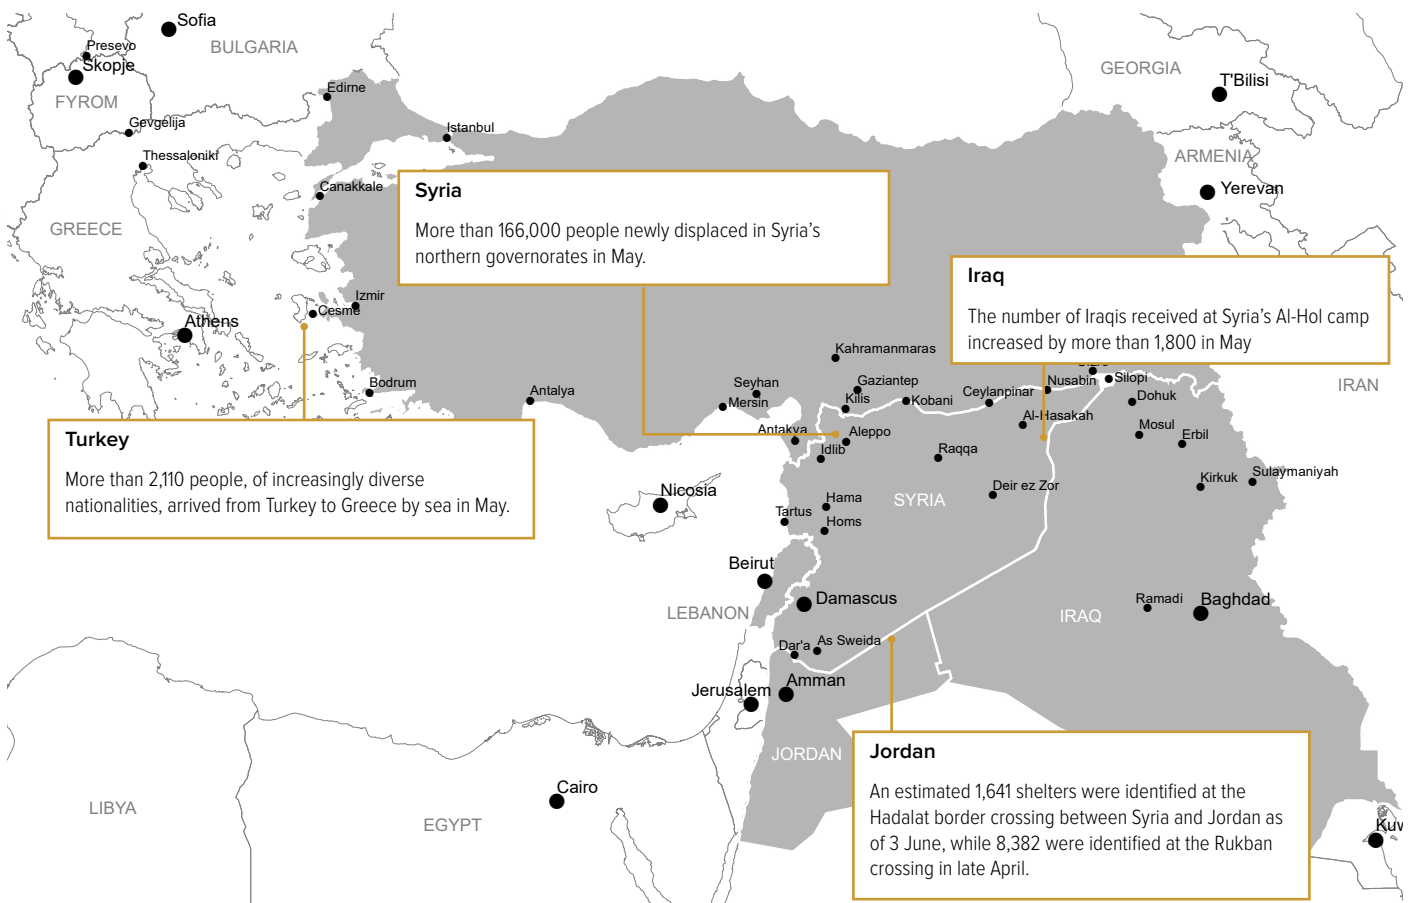 Sofia
BULGARIA
Presevo
Skopje
FYROM
Gevgelija
Thessaloniki
GREECE
Athens
Edirne
Istanbul
Canakkale
GEORGIA
T'Bilisi
ARMENIA
Yerevan
Syria
More than 166,000 people newly displaced in Syria's
northern governorates in May.
Iraq
The number of Iraqis received at Syria's Al-Hol camp
increased by more than 1,800 in May
Izmir
Cesme
Bodrum
Antalya
Kahramanmaras
Seyhan
Mersin
Gaziantep
Kilis
Kobani
Ceylanpinar
Nusabin
Silopi
Dohuk
IRAN
Turkey
More than 2,110 people, of increasingly diverse
nationalities, arrived from Turkey to Greece by sea in May.
Antakya
Aleppo
Idlib
Al-Hasakah
Mosul
Erbil
Raqqa
Kirkuk
Sulaymaniyah
Deir ez Zor
SYRIA
Nicosia
Hama
Tartus
Homs
Beirut
LEBANON
Damascus
Ramadi
Baghdad
IRAQ
Dar'a
As Sweida
Jerusalem
Amman
JORDAN
Jordan
An estimated 1,641 shelters were identified at the
Hadalat border crossing between Syria and Jordan as
of 3 June, while 8,382 were identified at the Rukban
crossing in late April.
Cairo
LIBYA
EGYPT